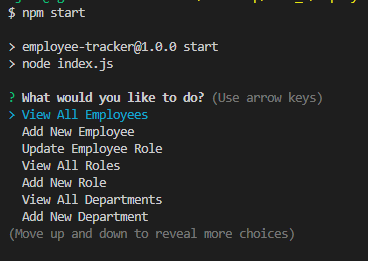 $ npm start
> employee-tracker@1.0.0 start
> node index.js
? What would you like to do? (Use arrow keys)
> View All Employees
Add New Employee
Update Employee Role
View All Roles
Add New Role
View All Departments
Add New Department
(Move up and down to reveal more choices)